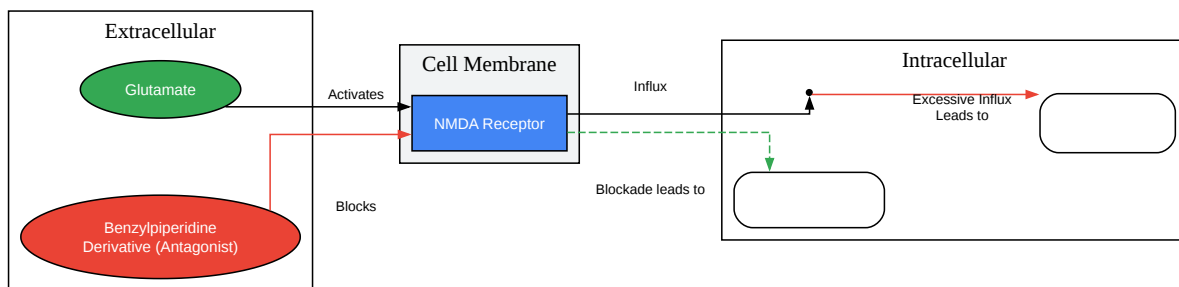 Extracellular
Glutamate
Benzylpiperidine
Derivative (Antagonist)
Activates
Blocks
Cell Membrane
NMDA Receptor
Influx
Blockade leads to
Intracellular
Excessive Influx
Leads to